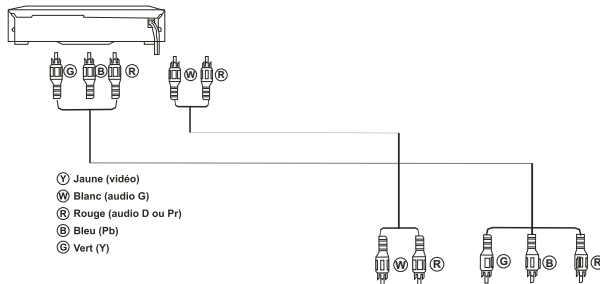 G B R W R
Y Jaune (vidéo)
W Blanc (audio G)
R Rouge (audio D ou Pr)
B Bleu (Pb)
G Vert (Y)
W R G B R